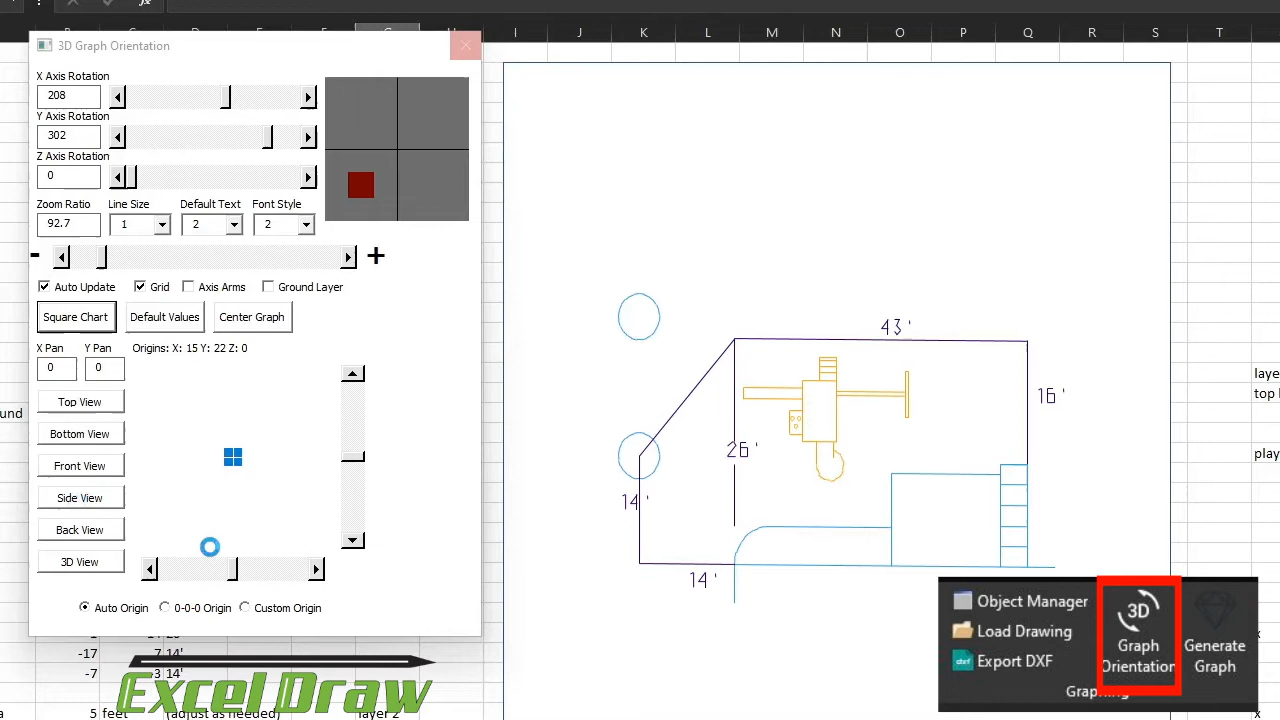 fx
I J K L M N O P Q R S T
3D Graph Orientation
X Axis Rotation
208
Y Axis Rotation
302
Z Axis Rotation
0
Zoom Ratio Line Size Default Text Font Style
92.7 1 2 2
- +
Auto Update Grid Axis Arms Ground Layer
Square Chart Default Values Center Graph
X Pan Y Pan Origins: X: 15 Y: 22 Z: 0
0 0
Top View
Bottom View
Front View
Side View
Back View
3D View
Auto Origin 0-0-0 Origin Custom Origin
43 '
16 '
26 '
14 '
14 '
-17 7 14'
-7 3 14'
5 feet (adjust as needed) layer 2
Excel Draw
Object Manager
Load Drawing
Export DXF
3D
Graph
Orientation
Generate
Graph
Graphing